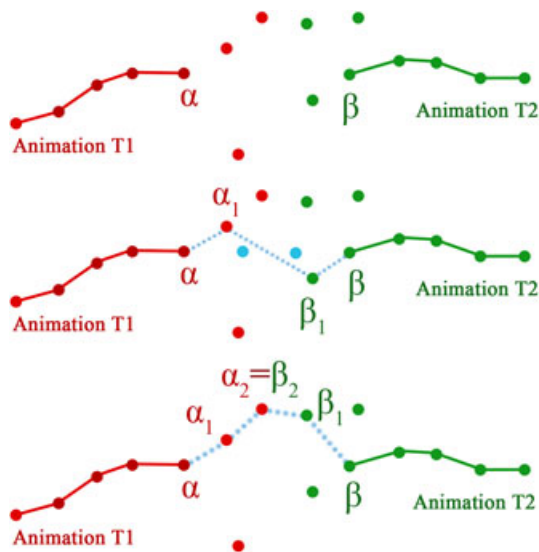 α β
Animation T1 Animation T2
α₁
α β
Animation T1 β₁ Animation T2
α₂=β₂
α₁ β₁
α β
Animation T1 Animation T2